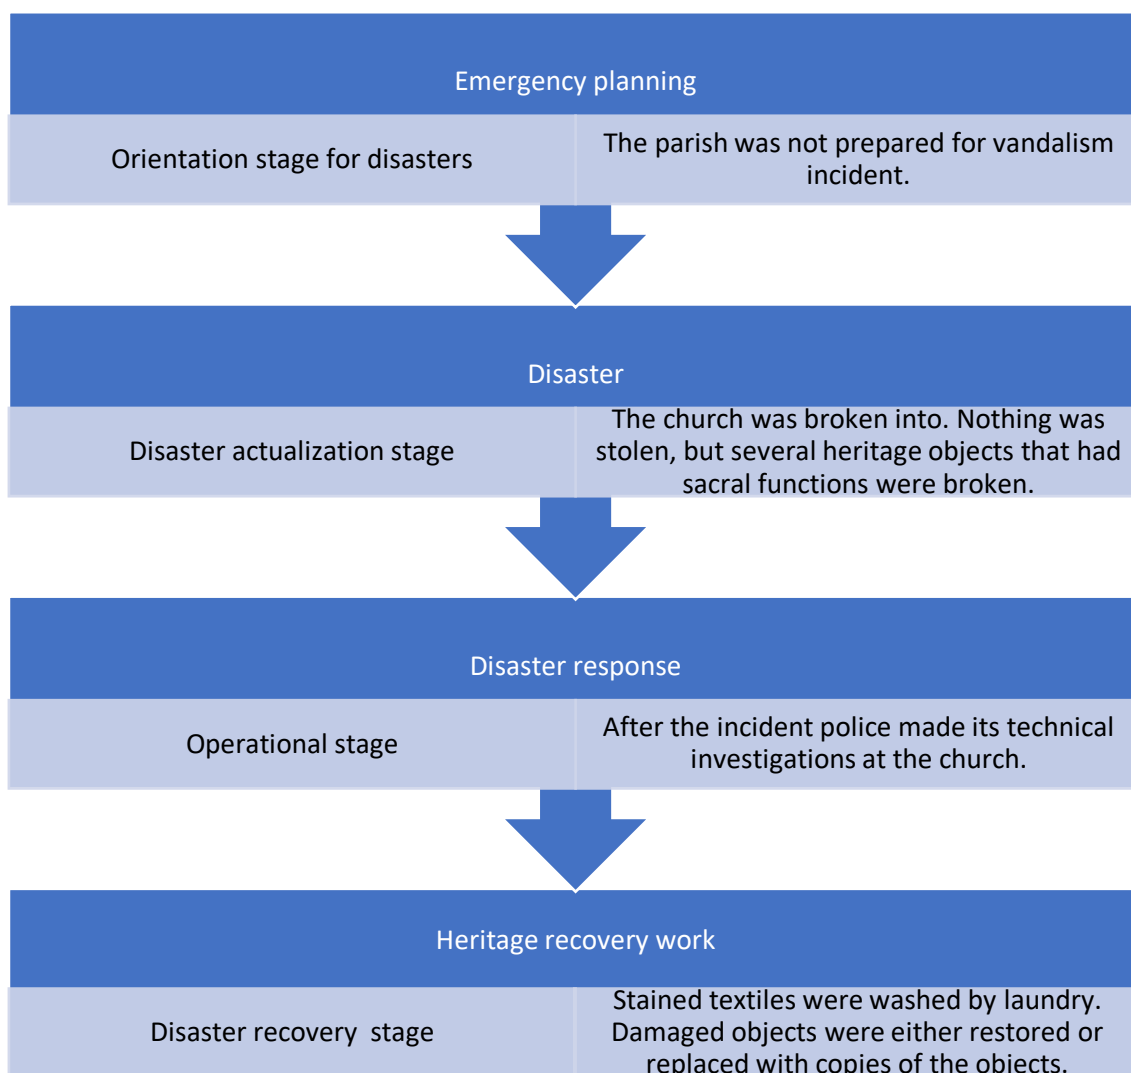 Emergency planning
Orientation stage for disasters
The parish was not prepared for vandalism
incident.
Disaster
Disaster actualization stage
The church was broken into. Nothing was
stolen, but several heritage objects that had
sacral functions were broken.
Disaster response
Operational stage
After the incident police made its technical
investigations at the church.
Heritage recovery work
Disaster recovery  stage
Stained textiles were washed by laundry.
Damaged objects were either restored or
replaced with copies of the objects.